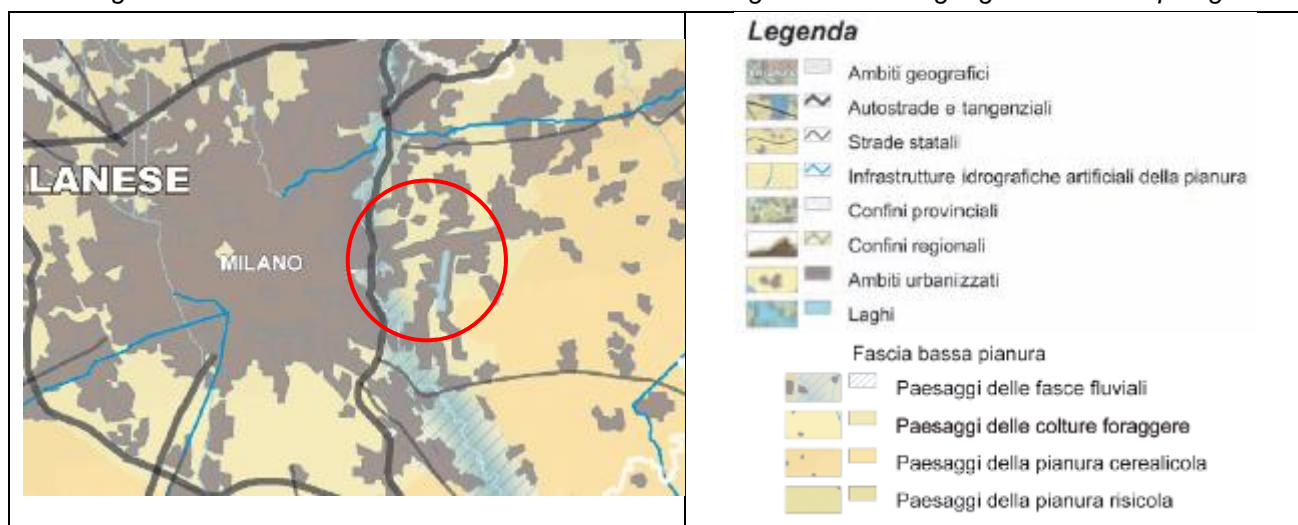 LANESE
MILANO
Legenda
Ambiti geografici
Autostrade e tangenziali
Strade statali
Infrastrutture idrografiche artificiali della pianura
Confini provinciali
Confini regionali
Ambiti urbanizzati
Laghi
Fascia bassa pianura
Paesaggi delle fasce fluviali
Paesaggi delle colture foraggere
Paesaggi della pianura cerealicola
Paesaggi della pianura risicola